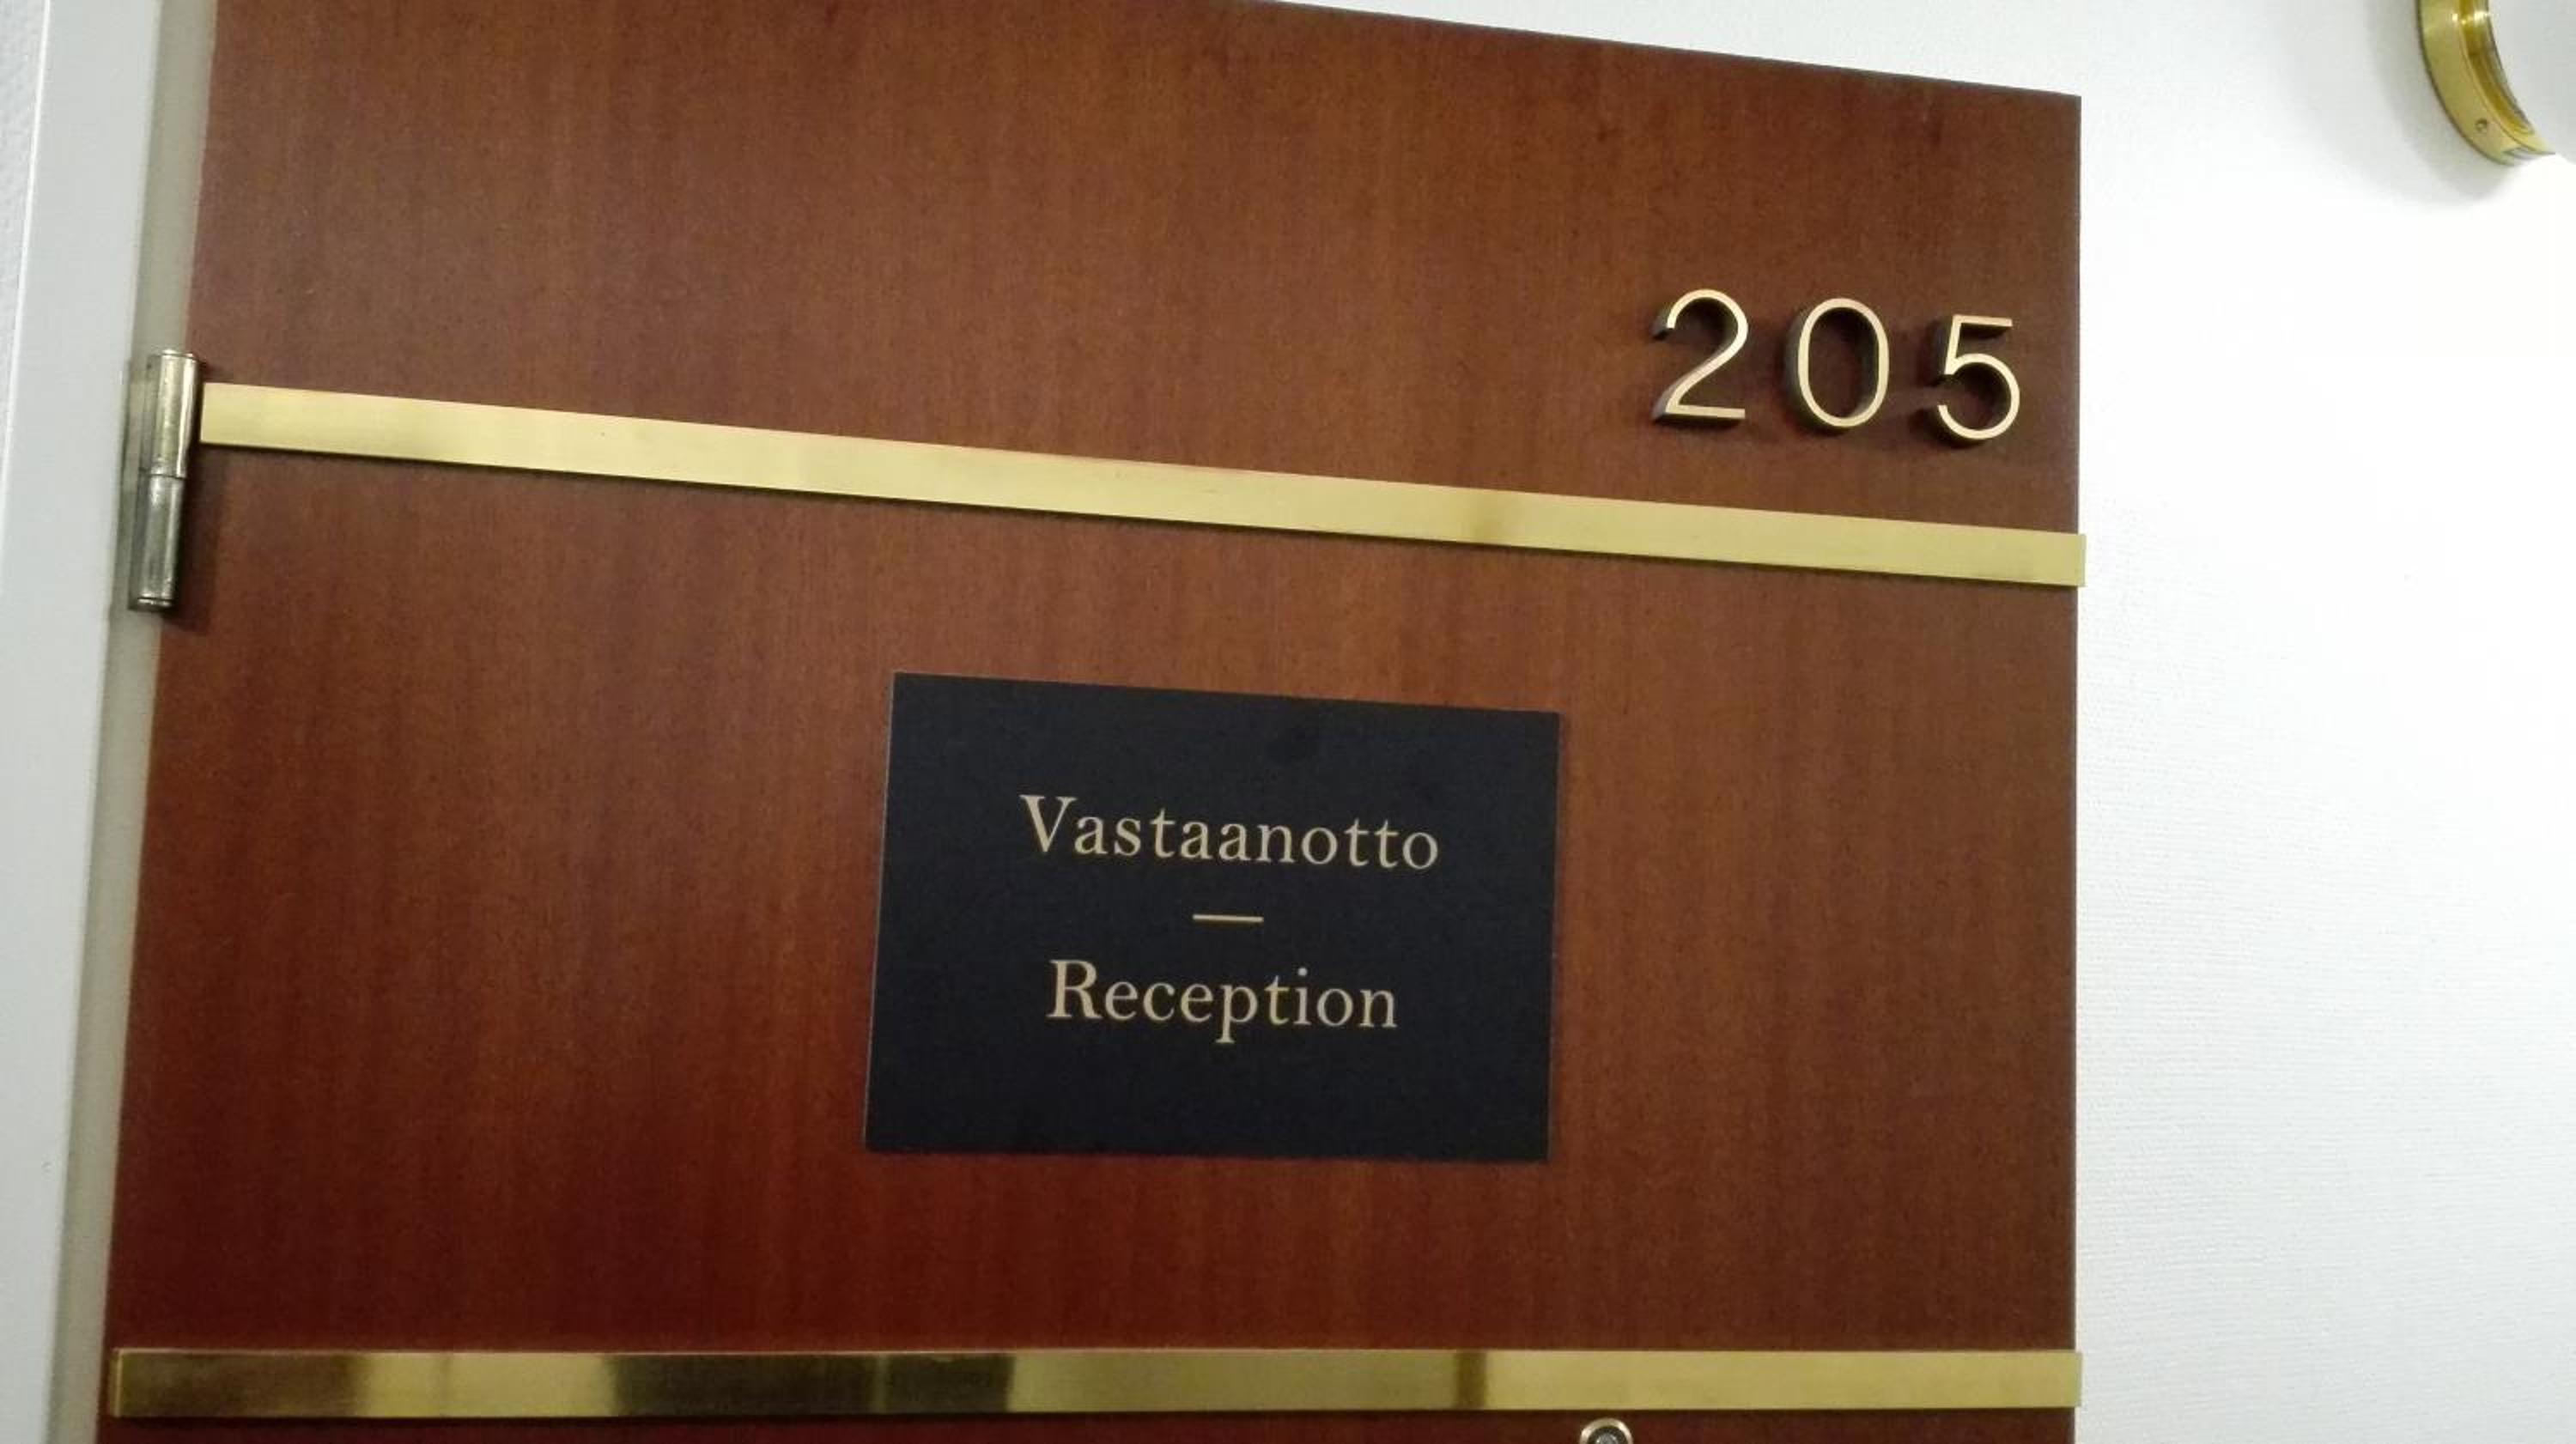 205
Vastaanotto
—
Reception